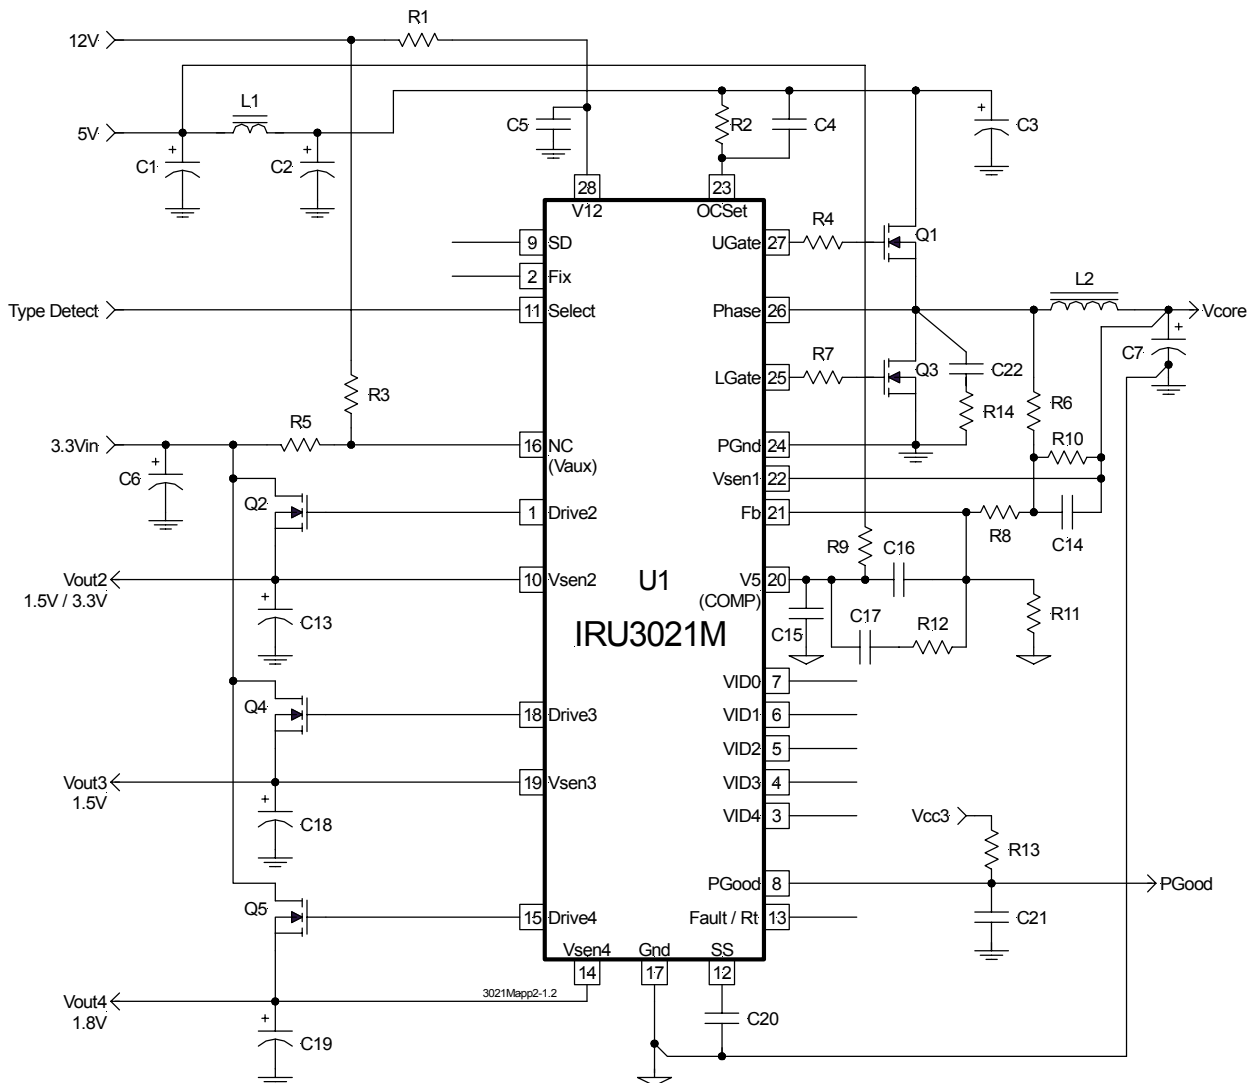 R1
12V
L1
5V
C1
C2
C5
R2
C4
C3
28
23
V12
OCSet
9 SD
UGate 27
R4
Q1
2 Fix
L2
Type Detect
11 Select
Phase 26
Vcore
C7
R3
LGate 25
R7
Q3
C22
R14
R6
R5
R10
3.3Vin
16 NC
(Vaux)
PGnd 24
C6
Vsen1 22
Q2
1 Drive2
Fb 21
R8
C14
R9
C16
Vout2
1.5V / 3.3V
10 Vsen2
U1
V5 20
(COMP)
C13
IRU3021M
C15
C17
R12
R11
VID0 7
Q4
18 Drive3
VID1 6
VID2 5
Vout3
1.5V
19 Vsen3
VID3 4
VID4 3
C18
Vcc3
R13
PGood 8
PGood
Q5
15 Drive4
Fault / Rt 13
C21
Vsen4
Gnd
SS
14
17
12
Vout4
1.8V
3021Mapp2-1.2
C20
C19